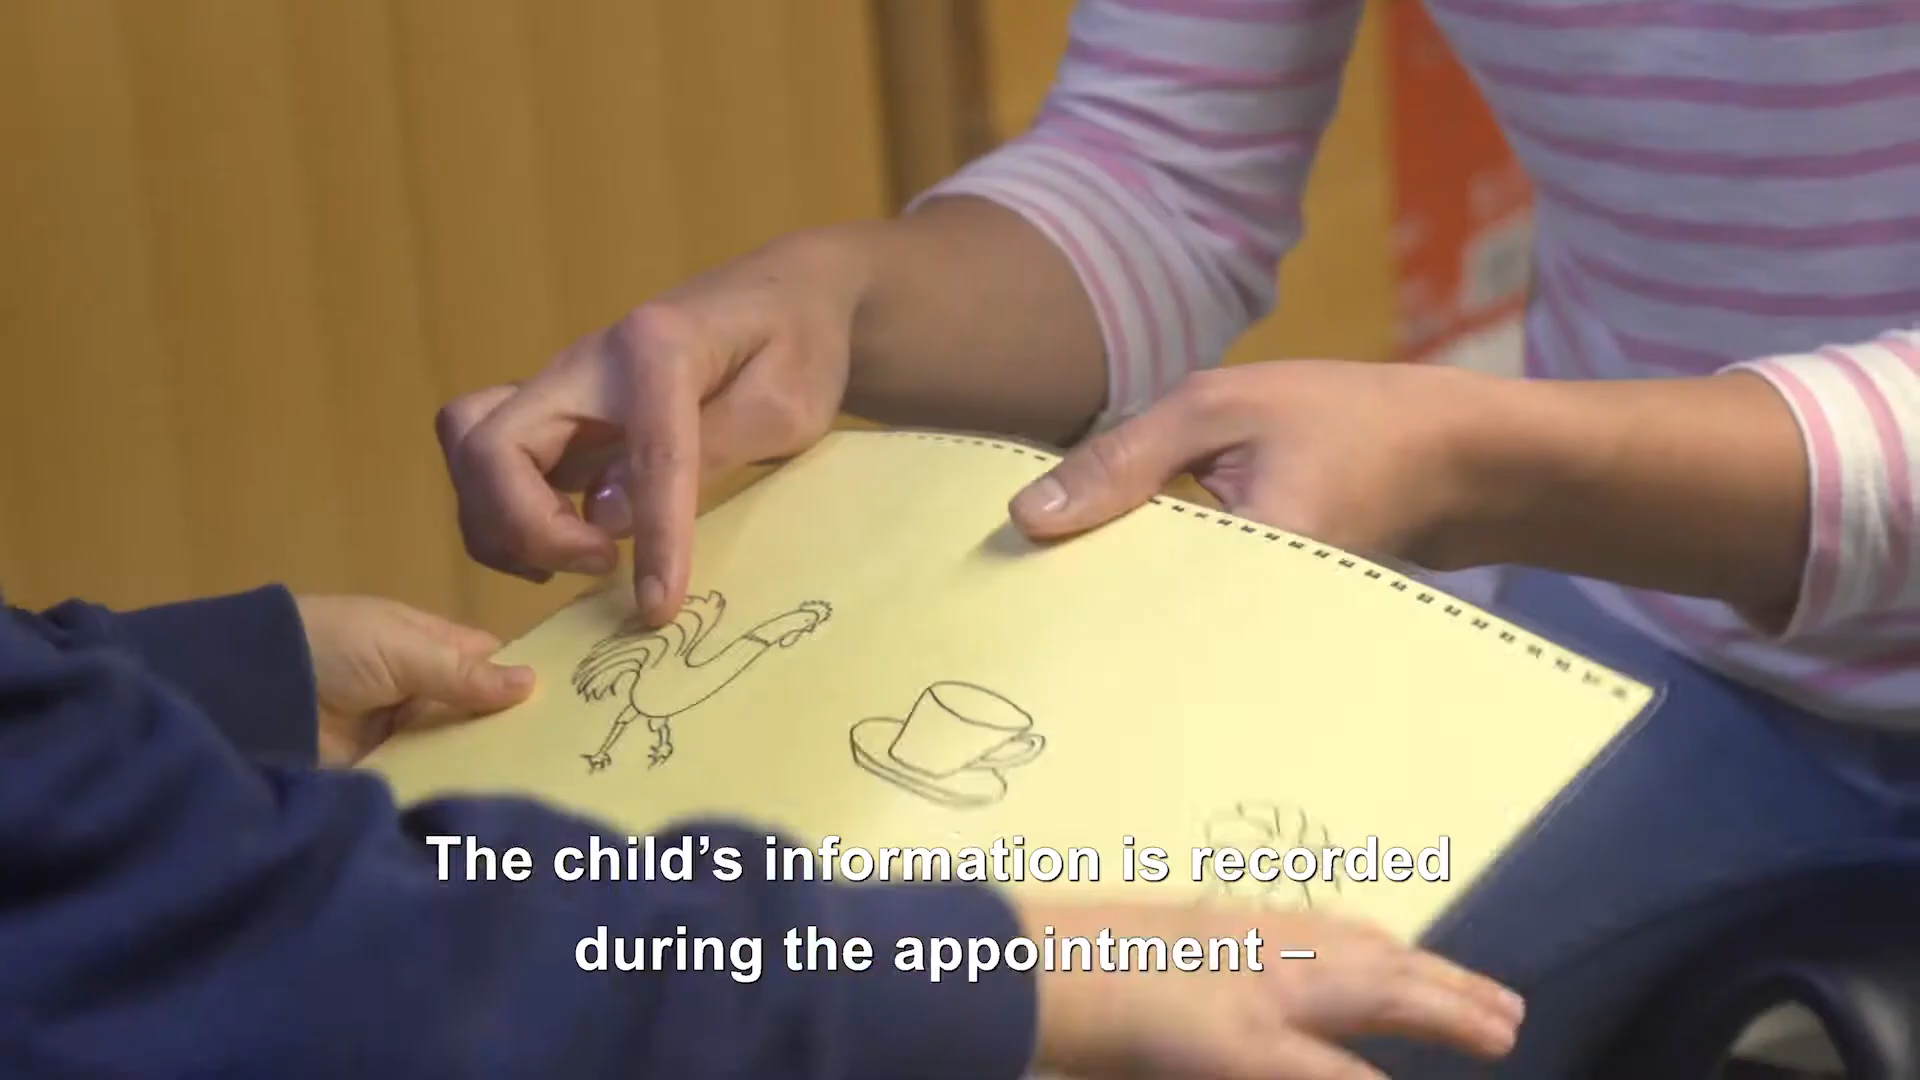 The child’s information is recorded
during the appointment –